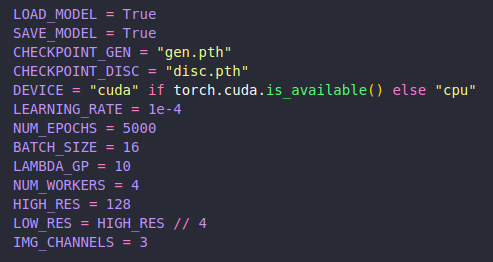 LOAD_MODEL = True
SAVE_MODEL = True
CHECKPOINT_GEN = "gen.pth"
CHECKPOINT_DISC = "disc.pth"
DEVICE = "cuda" if torch.cuda.is_available() else "cpu"
LEARNING_RATE = 1e-4
NUM_EPOCHS = 5000
BATCH_SIZE = 16
LAMBDA_GP = 10
NUM_WORKERS = 4
HIGH_RES = 128
LOW_RES = HIGH_RES // 4
IMG_CHANNELS = 3